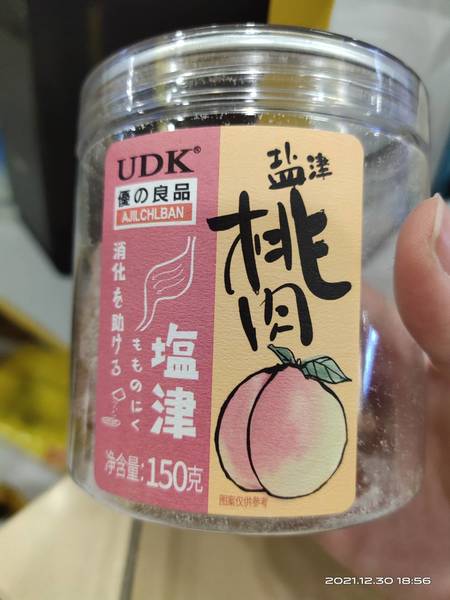 UDK®
優の良品
AJILCHLBAN
消化を助ける
もものにく
塩津
净含量:150克
盐津
桃肉
图案仅供参考
2021.12.30 18:56